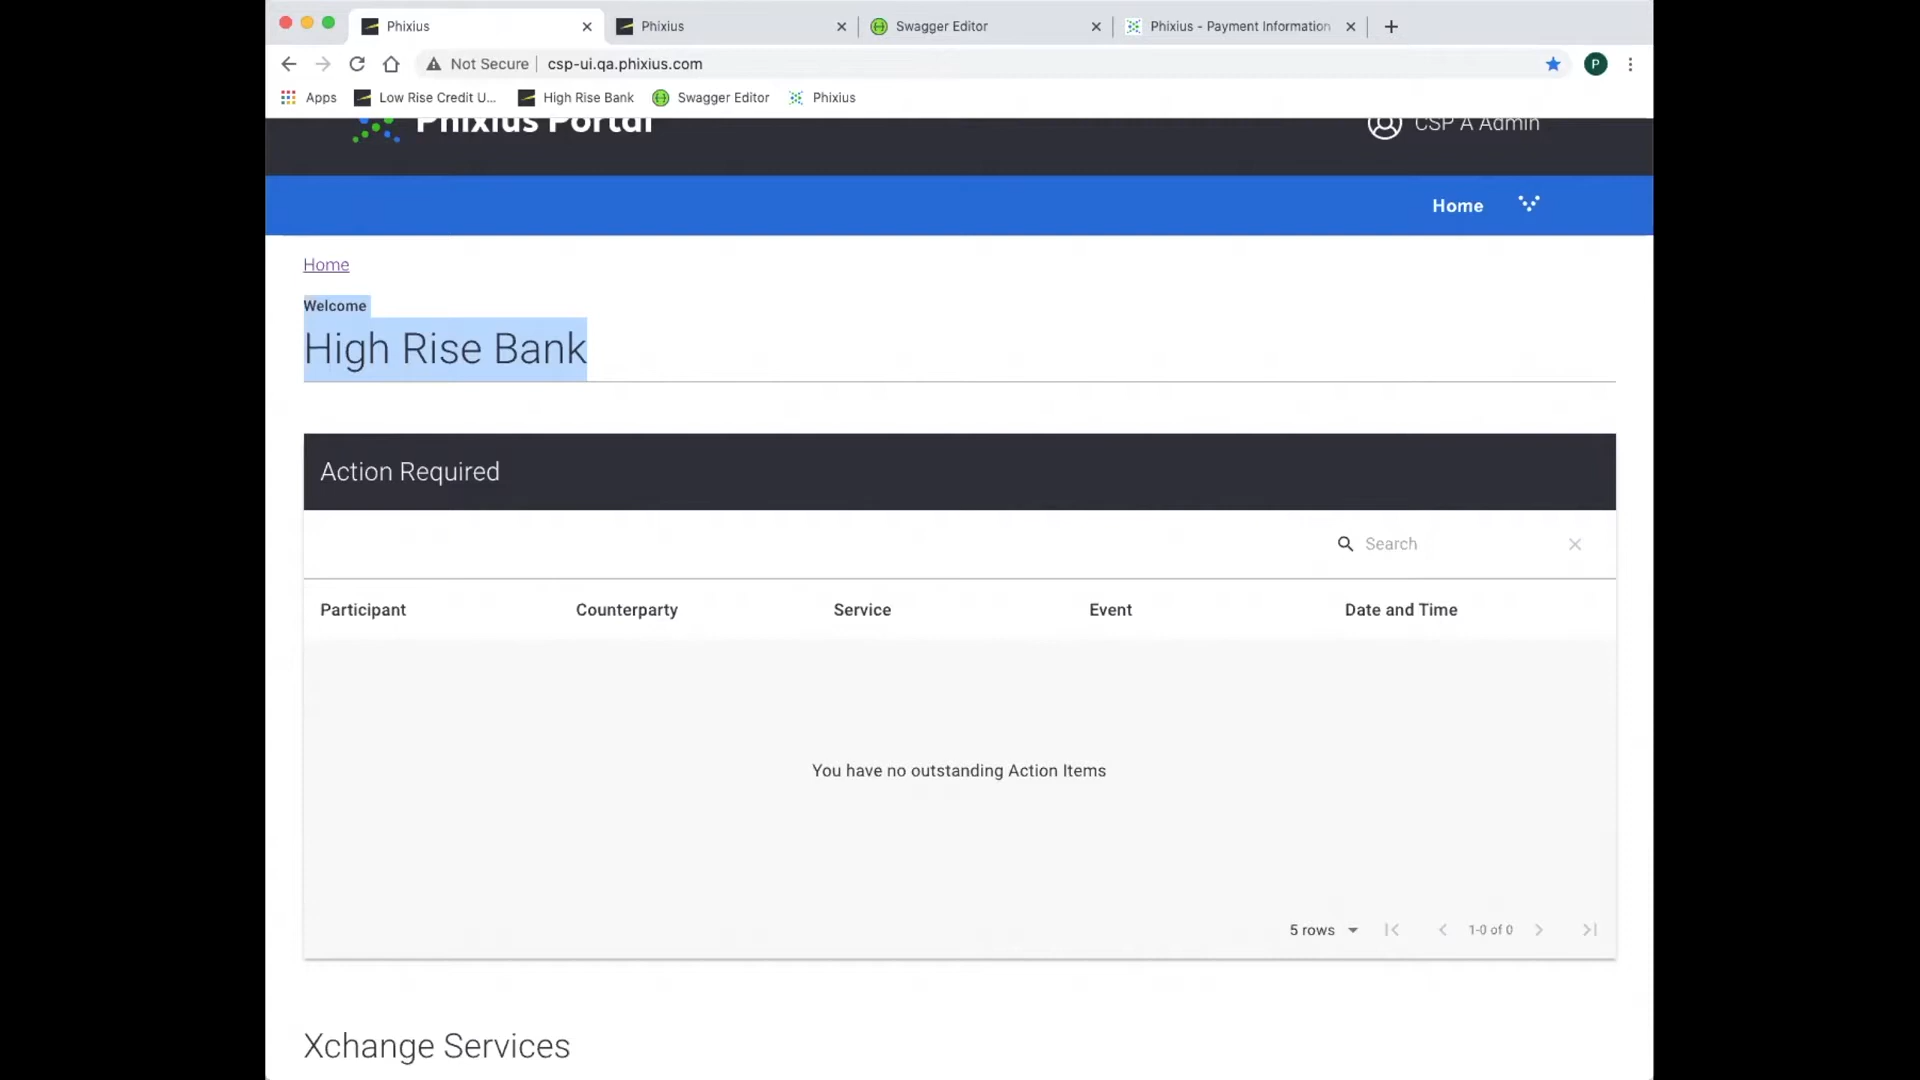 Phixius
Phixius
Swagger Editor
Phixius - Payment Information
Not Secure
csp-ui.qa.phixius.com
P
Apps
Low Rise Credit U...
High Rise Bank
Swagger Editor
Phixius
Phixius Portal
CSP A Admin
Home
Home
Welcome
High Rise Bank
Action Required
Search
Participant
Counterparty
Service
Event
Date and Time
You have no outstanding Action Items
5 rows
1-0 of 0
Xchange Services